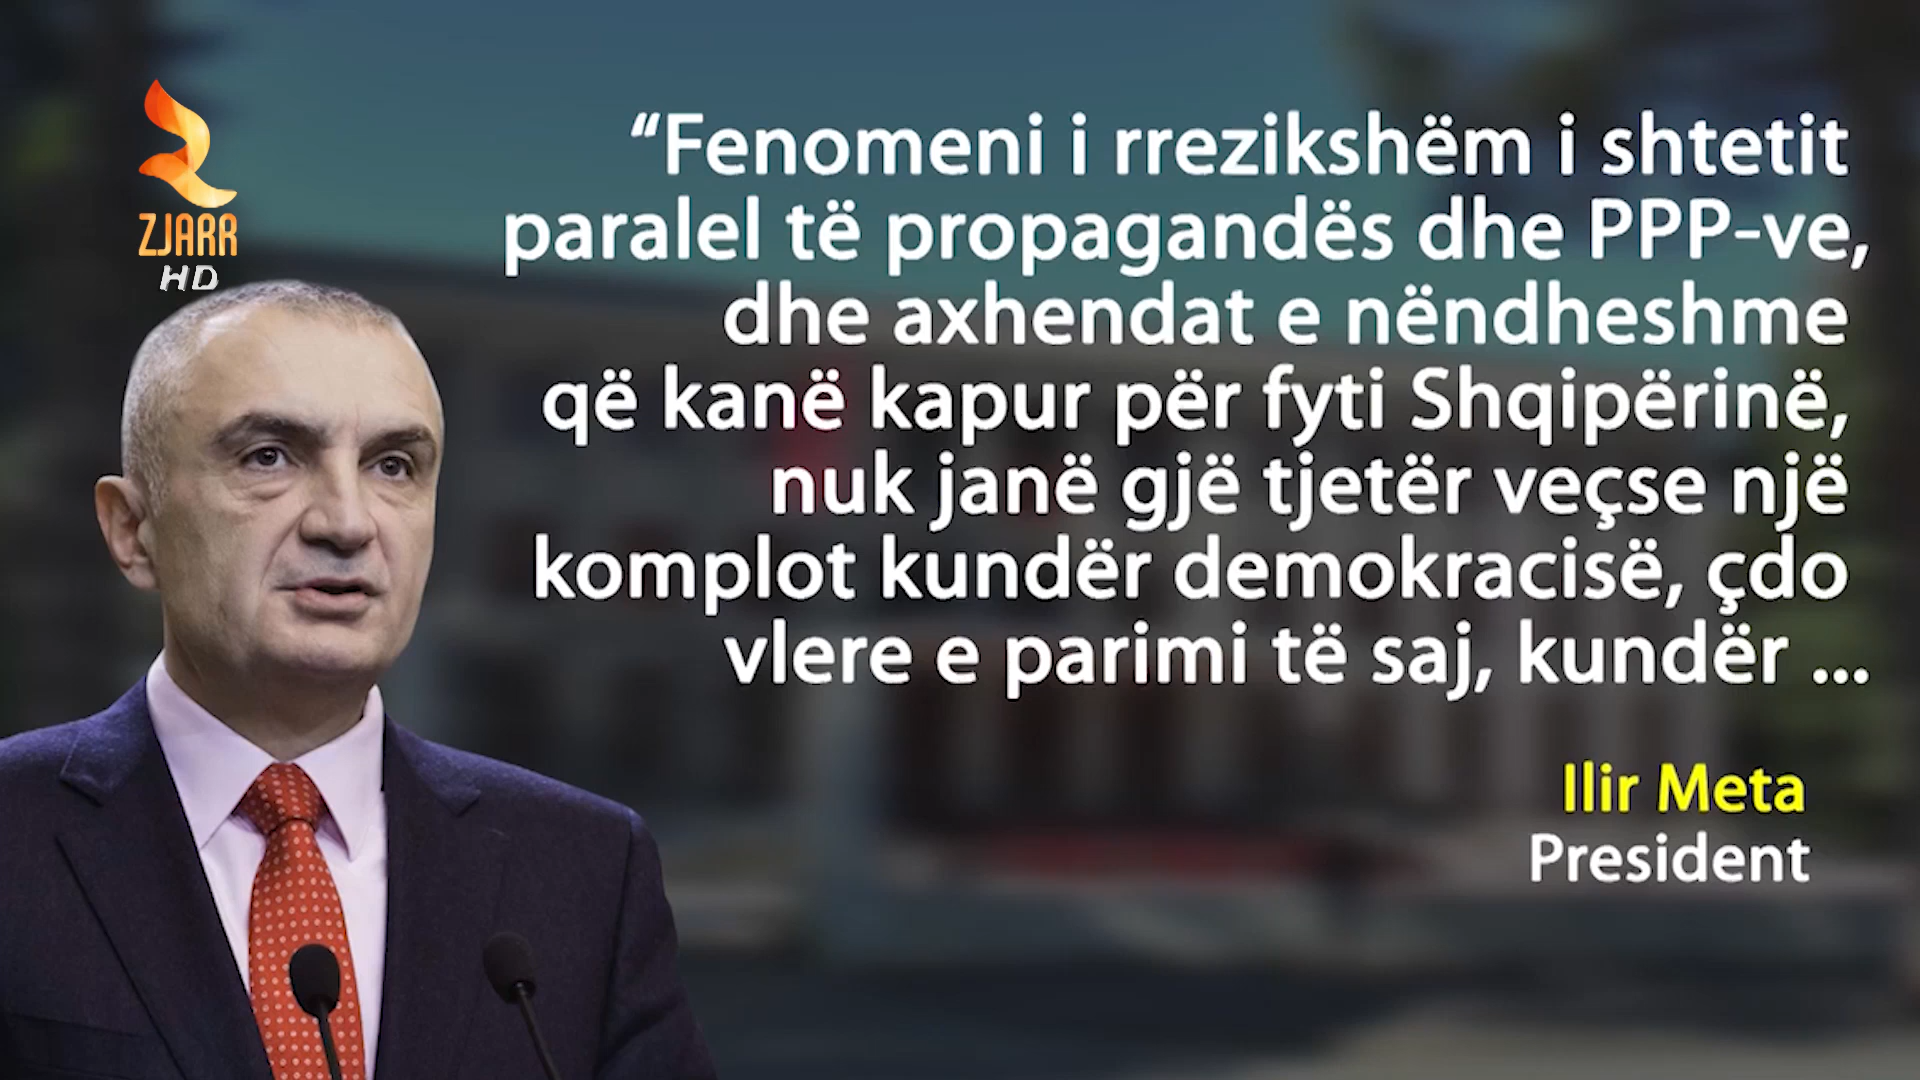 ZJARR
HD
“Fenomeni i rrezikshëm i shtetit
paralel të propagandës dhe PPP-ve,
dhe axhendat e nëndheshme
që kanë kapur për fyti Shqipërinë,
nuk janë gjë tjetër veçse një
komplot kundër demokracisë, çdo
vlere e parimi të saj, kundër ...
Ilir Meta
President